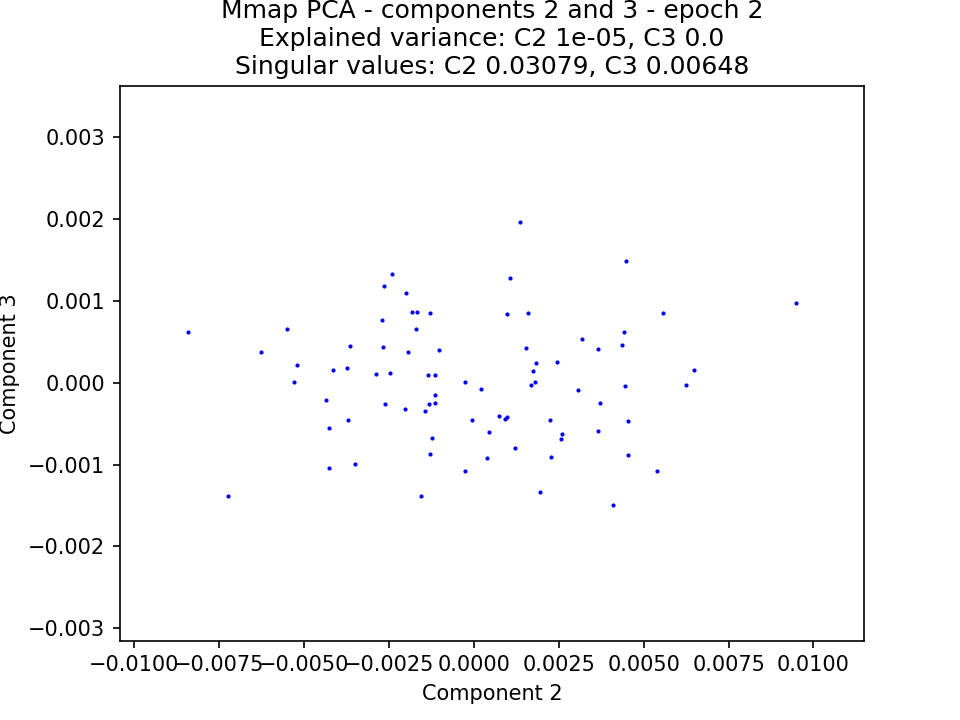 Mmap PCA - components 2 and 3 - epoch 2
Explained variance: C2 1e-05, C3 0.0
Singular values: C2 0.03079, C3 0.00648
0.003
0.002
0.001
0.000
−0.001
−0.002
−0.003
Component 3
−0.0100 −0.0075 −0.0050 −0.0025 0.0000 0.0025 0.0050 0.0075 0.0100
Component 2